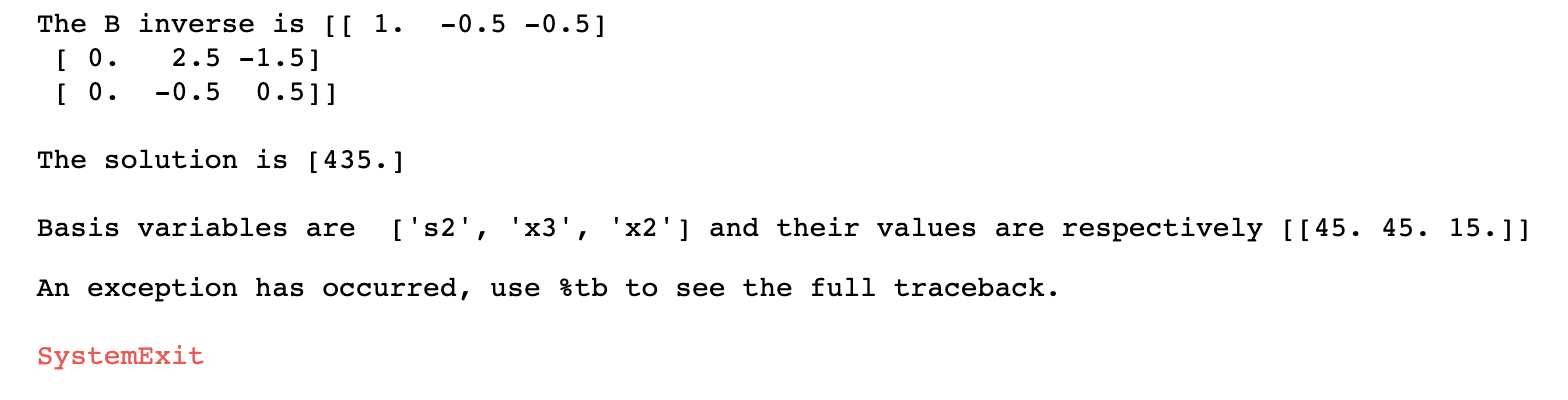 The B inverse is [[ 1.  -0.5 -0.5]
 [ 0.   2.5 -1.5]
 [ 0.  -0.5  0.5]]
The solution is [435.]
Basis variables are  ['s2', 'x3', 'x2'] and their values are respectively [[45. 45. 15.]]
An exception has occurred, use %tb to see the full traceback.
SystemExit